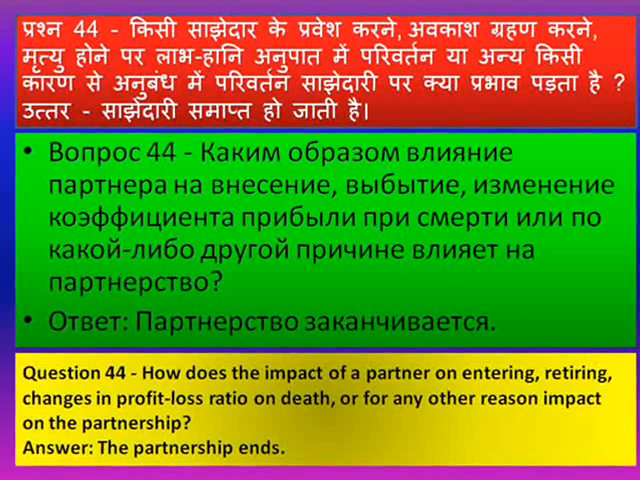 प्रश्न 44 - किसी साझेदार के प्रवेश करने, अवकाश ग्रहण करने,
मृत्यु होने पर लाभ-हानि अनुपात में परिवर्तन या अन्य किसी
कारण से अनुबंध में परिवर्तन साझेदारी पर क्या प्रभाव पड़ता है ?
उत्तर - साझेदारी समाप्त हो जाती है।
• Вопрос 44 - Каким образом влияние
партнера на внесение, выбытие, изменение
коэффициента прибыли при смерти или по
какой-либо другой причине влияет на
партнерство?
• Ответ: Партнерство заканчивается.
Question 44 - How does the impact of a partner on entering, retiring,
changes in profit-loss ratio on death, or for any other reason impact
on the partnership?
Answer: The partnership ends.